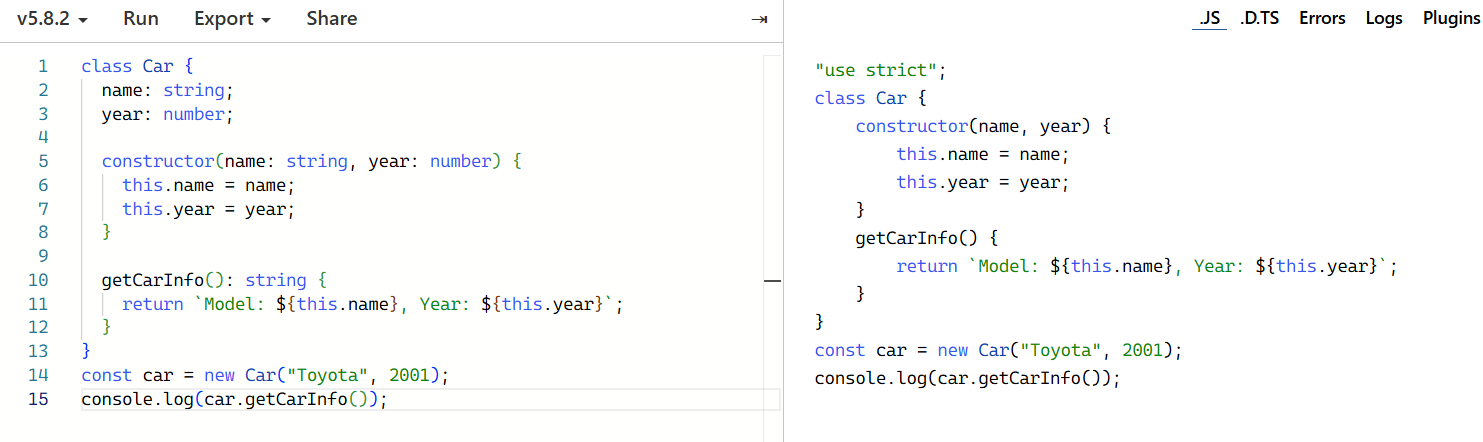 v5.8.2 Run Export Share
.JS .D.TS Errors Logs Plugins
1 class Car {
2   name: string;
3   year: number;
4
5   constructor(name: string, year: number) {
6     this.name = name;
7     this.year = year;
8   }
9
10   getCarInfo(): string {
11     return `Model: ${this.name}, Year: ${this.year}`;
12   }
13 }
14 const car = new Car("Toyota", 2001);
15 console.log(car.getCarInfo());
"use strict";
class Car {
    constructor(name, year) {
        this.name = name;
        this.year = year;
    }
    getCarInfo() {
        return `Model: ${this.name}, Year: ${this.year}`;
    }
}
const car = new Car("Toyota", 2001);
console.log(car.getCarInfo());